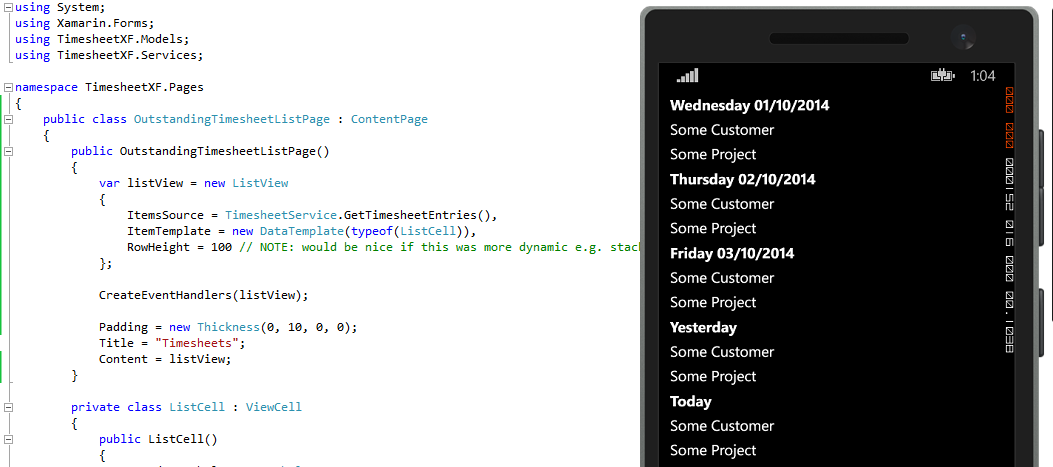 using System;
using Xamarin.Forms;
using TimesheetXF.Models;
using TimesheetXF.Services;
namespace TimesheetXF.Pages
{
public class OutstandingTimesheetListPage : ContentPage
{
public OutstandingTimesheetListPage()
{
var listView = new ListView
{
ItemsSource = TimesheetService.GetTimesheetEntries(),
ItemTemplate = new DataTemplate(typeof(ListCell)),
RowHeight = 100 // NOTE: would be nice if this was more dynamic e.g. stac
};
CreateEventHandlers(listView);
Padding = new Thickness(0, 10, 0, 0);
Title = "Timesheets";
Content = listView;
}
private class ListCell : ViewCell
{
public ListCell()
{
1:04
Wednesday 01/10/2014
Some Customer
Some Project
Thursday 02/10/2014
Some Customer
Some Project
Friday 03/10/2014
Some Customer
Some Project
Yesterday
Some Customer
Some Project
Today
Some Customer
Some Project